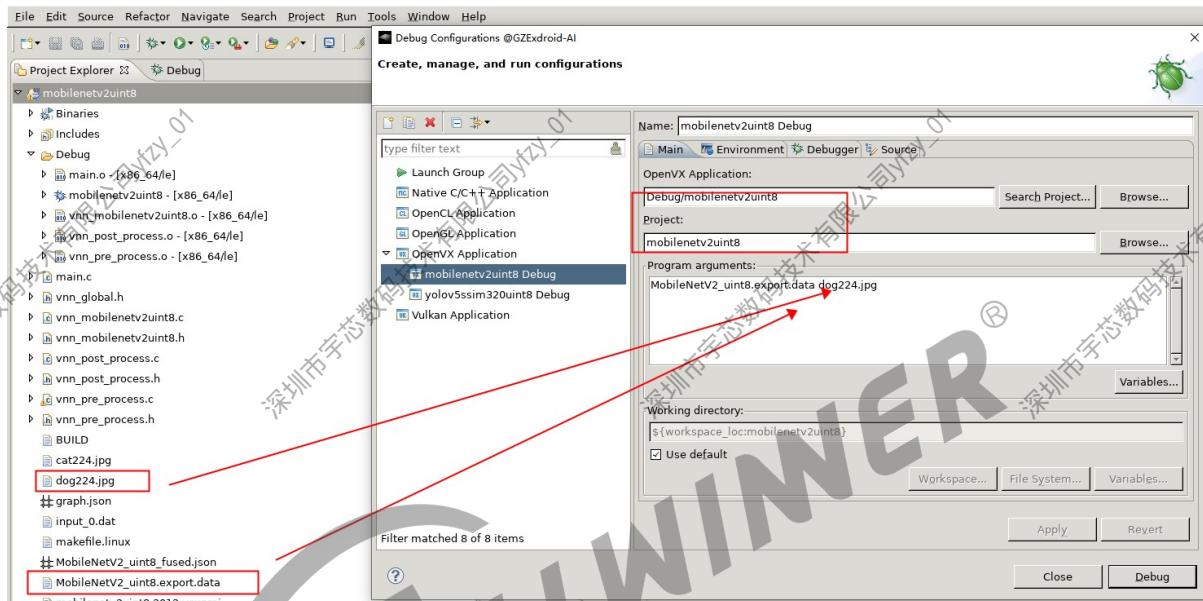 File Edit Source Refactor Navigate Search Project Run Tools Window Help
Project Explorer Debug
mobilenetv2uint8
Binaries
Includes
Debug
main.o - [x86_64/le]
mobilenetv2uint8 - [x86_64/le]
vnn_mobilenetv2uint8.o - [x86_64/le]
vnn_post_process.o - [x86_64/le]
vnn_pre_process.o - [x86_64/le]
main.c
vnn_global.h
vnn_mobilenetv2uint8.c
vnn_mobilenetv2uint8.h
vnn_post_process.c
vnn_post_process.h
vnn_pre_process.c
vnn_pre_process.h
BUILD
cat224.jpg
dog224.jpg
graph.json
input_0.dat
makefile.linux
MobileNetV2_uint8_fused.json
MobileNetV2_uint8.export.data
Debug Configurations @GZExdroid-AI
Create, manage, and run configurations
type filter text
Launch Group
Native C/C++ Application
OpenCL Application
OpenGL Application
OpenVX Application
mobilenetv2uint8 Debug
yolov5ssim320uint8 Debug
Vulkan Application
Filter matched 8 of 8 items
Name: mobilenetv2uint8 Debug
Main Environment Debugger Source
OpenVX Application:
Debug/mobilenetv2uint8 Search Project... Browse...
Project:
mobilenetv2uint8 Browse...
Program arguments:
MobileNetV2_uint8.export.data dog224.jpg
Variables...
Working directory:
${workspace_loc:mobilenetv2uint8}
Use default
Workspace... File System... Variables...
Apply Revert
Close Debug
深圳市宇芯数码技术有限公司yfzy_01